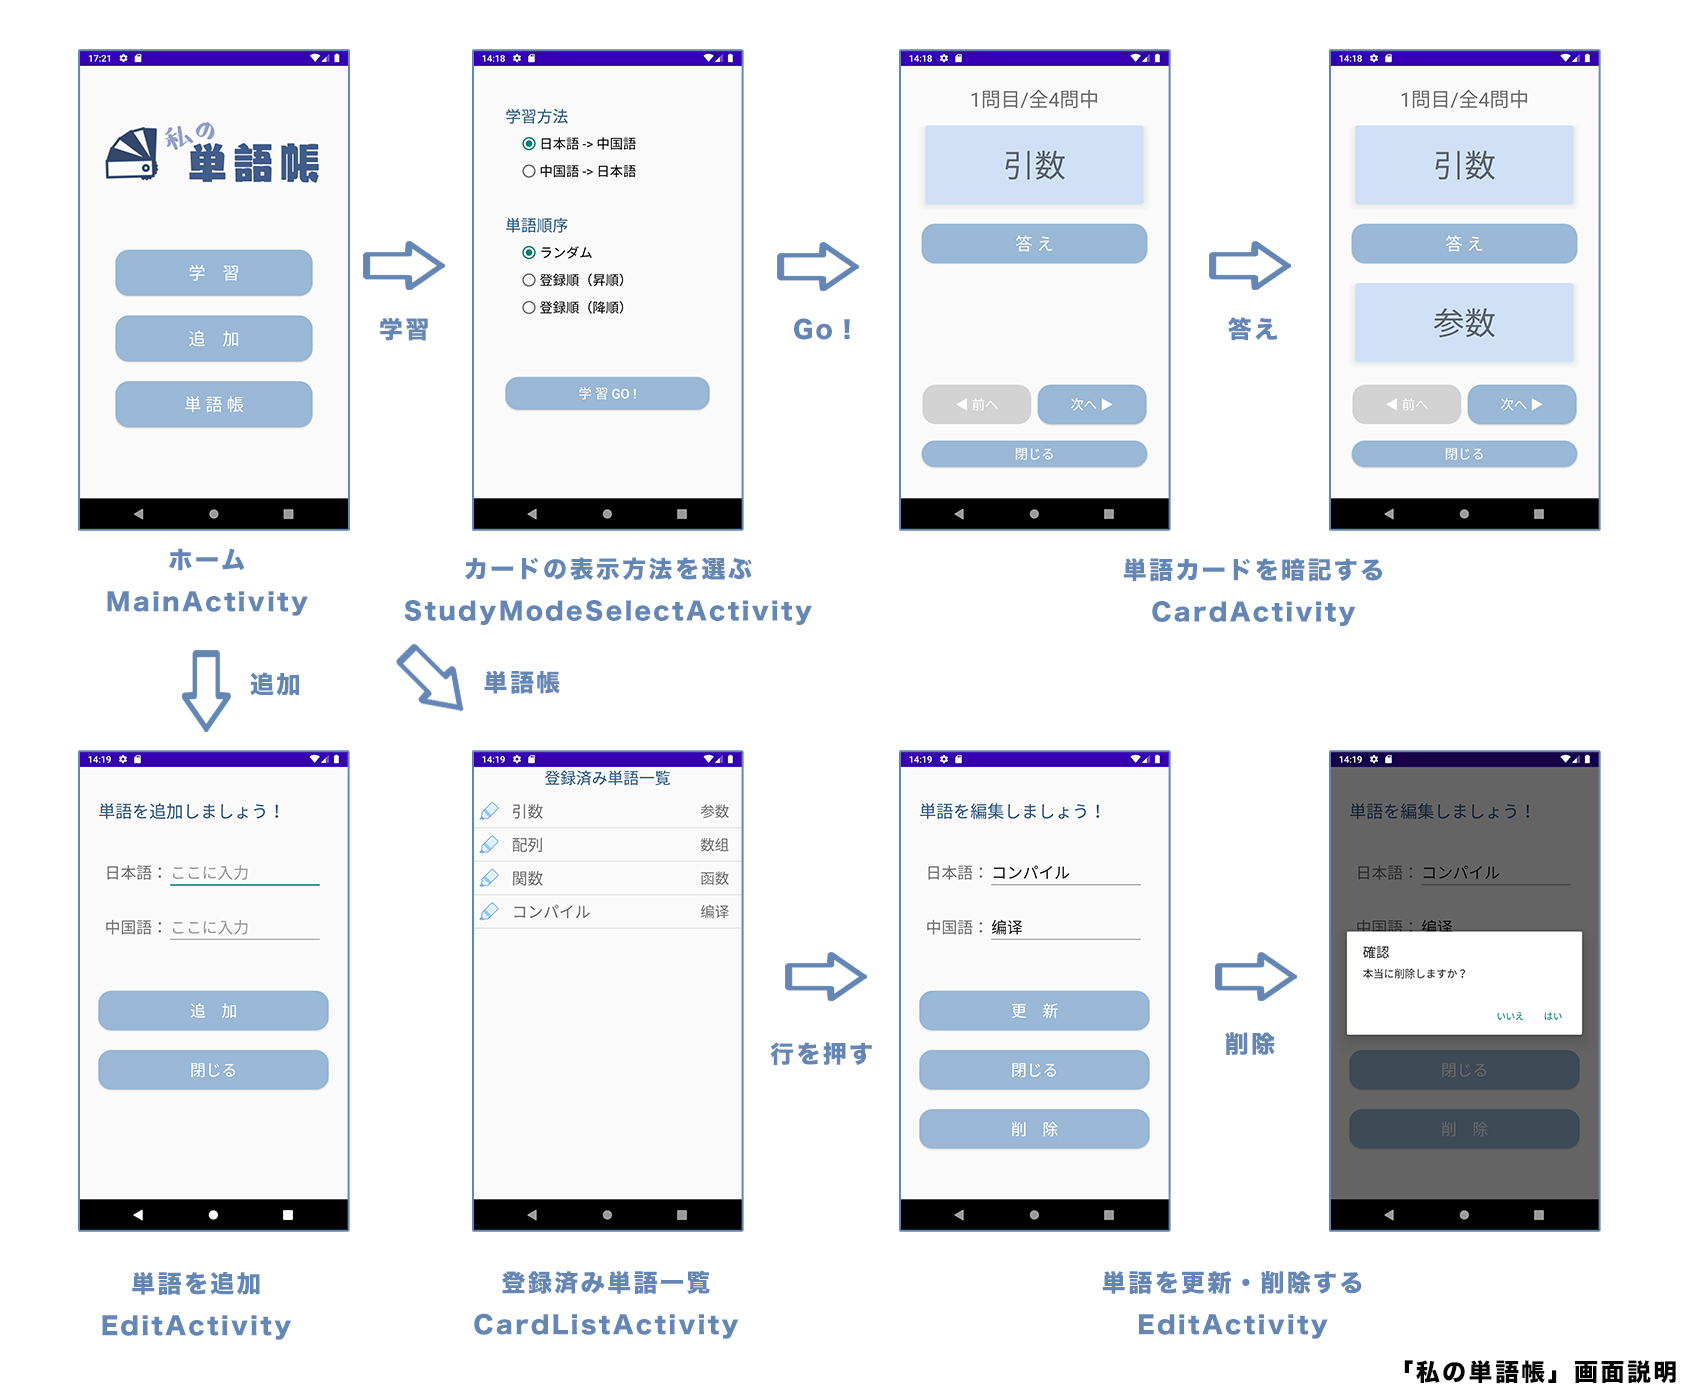 17:21
私の
単語帳
学 習
追 加
単 語 帳
ホーム
MainActivity
学習
14:18
学習方法
日本語 -> 中国語
中国語 -> 日本語
単語順序
ランダム
登録順（昇順）
登録順（降順）
学 習 GO !
カードの表示方法を選ぶ
StudyModeSelectActivity
Go !
14:18
1問目/全4問中
引数
答 え
◀ 前へ
次へ ▶
閉じる
答え
14:18
1問目/全4問中
引数
答 え
参数
◀ 前へ
次へ ▶
閉じる
単語カードを暗記する
CardActivity
追加
単語帳
14:19
単語を追加しましょう！
日本語：ここに入力
中国語：ここに入力
追 加
閉じる
単語を追加
EditActivity
14:19
登録済み単語一覧
引数 参数
配列 数组
関数 函数
コンパイル 编译
登録済み単語一覧
CardListActivity
行を押す
14:19
単語を編集しましょう！
日本語：コンパイル
中国語：编译
更 新
閉じる
削 除
削除
14:19
単語を編集しましょう！
日本語：コンパイル
中国語：编译
確認
本当に削除しますか？
いいえ はい
閉じる
削 除
単語を更新・削除する
EditActivity
「私の単語帳」画面説明